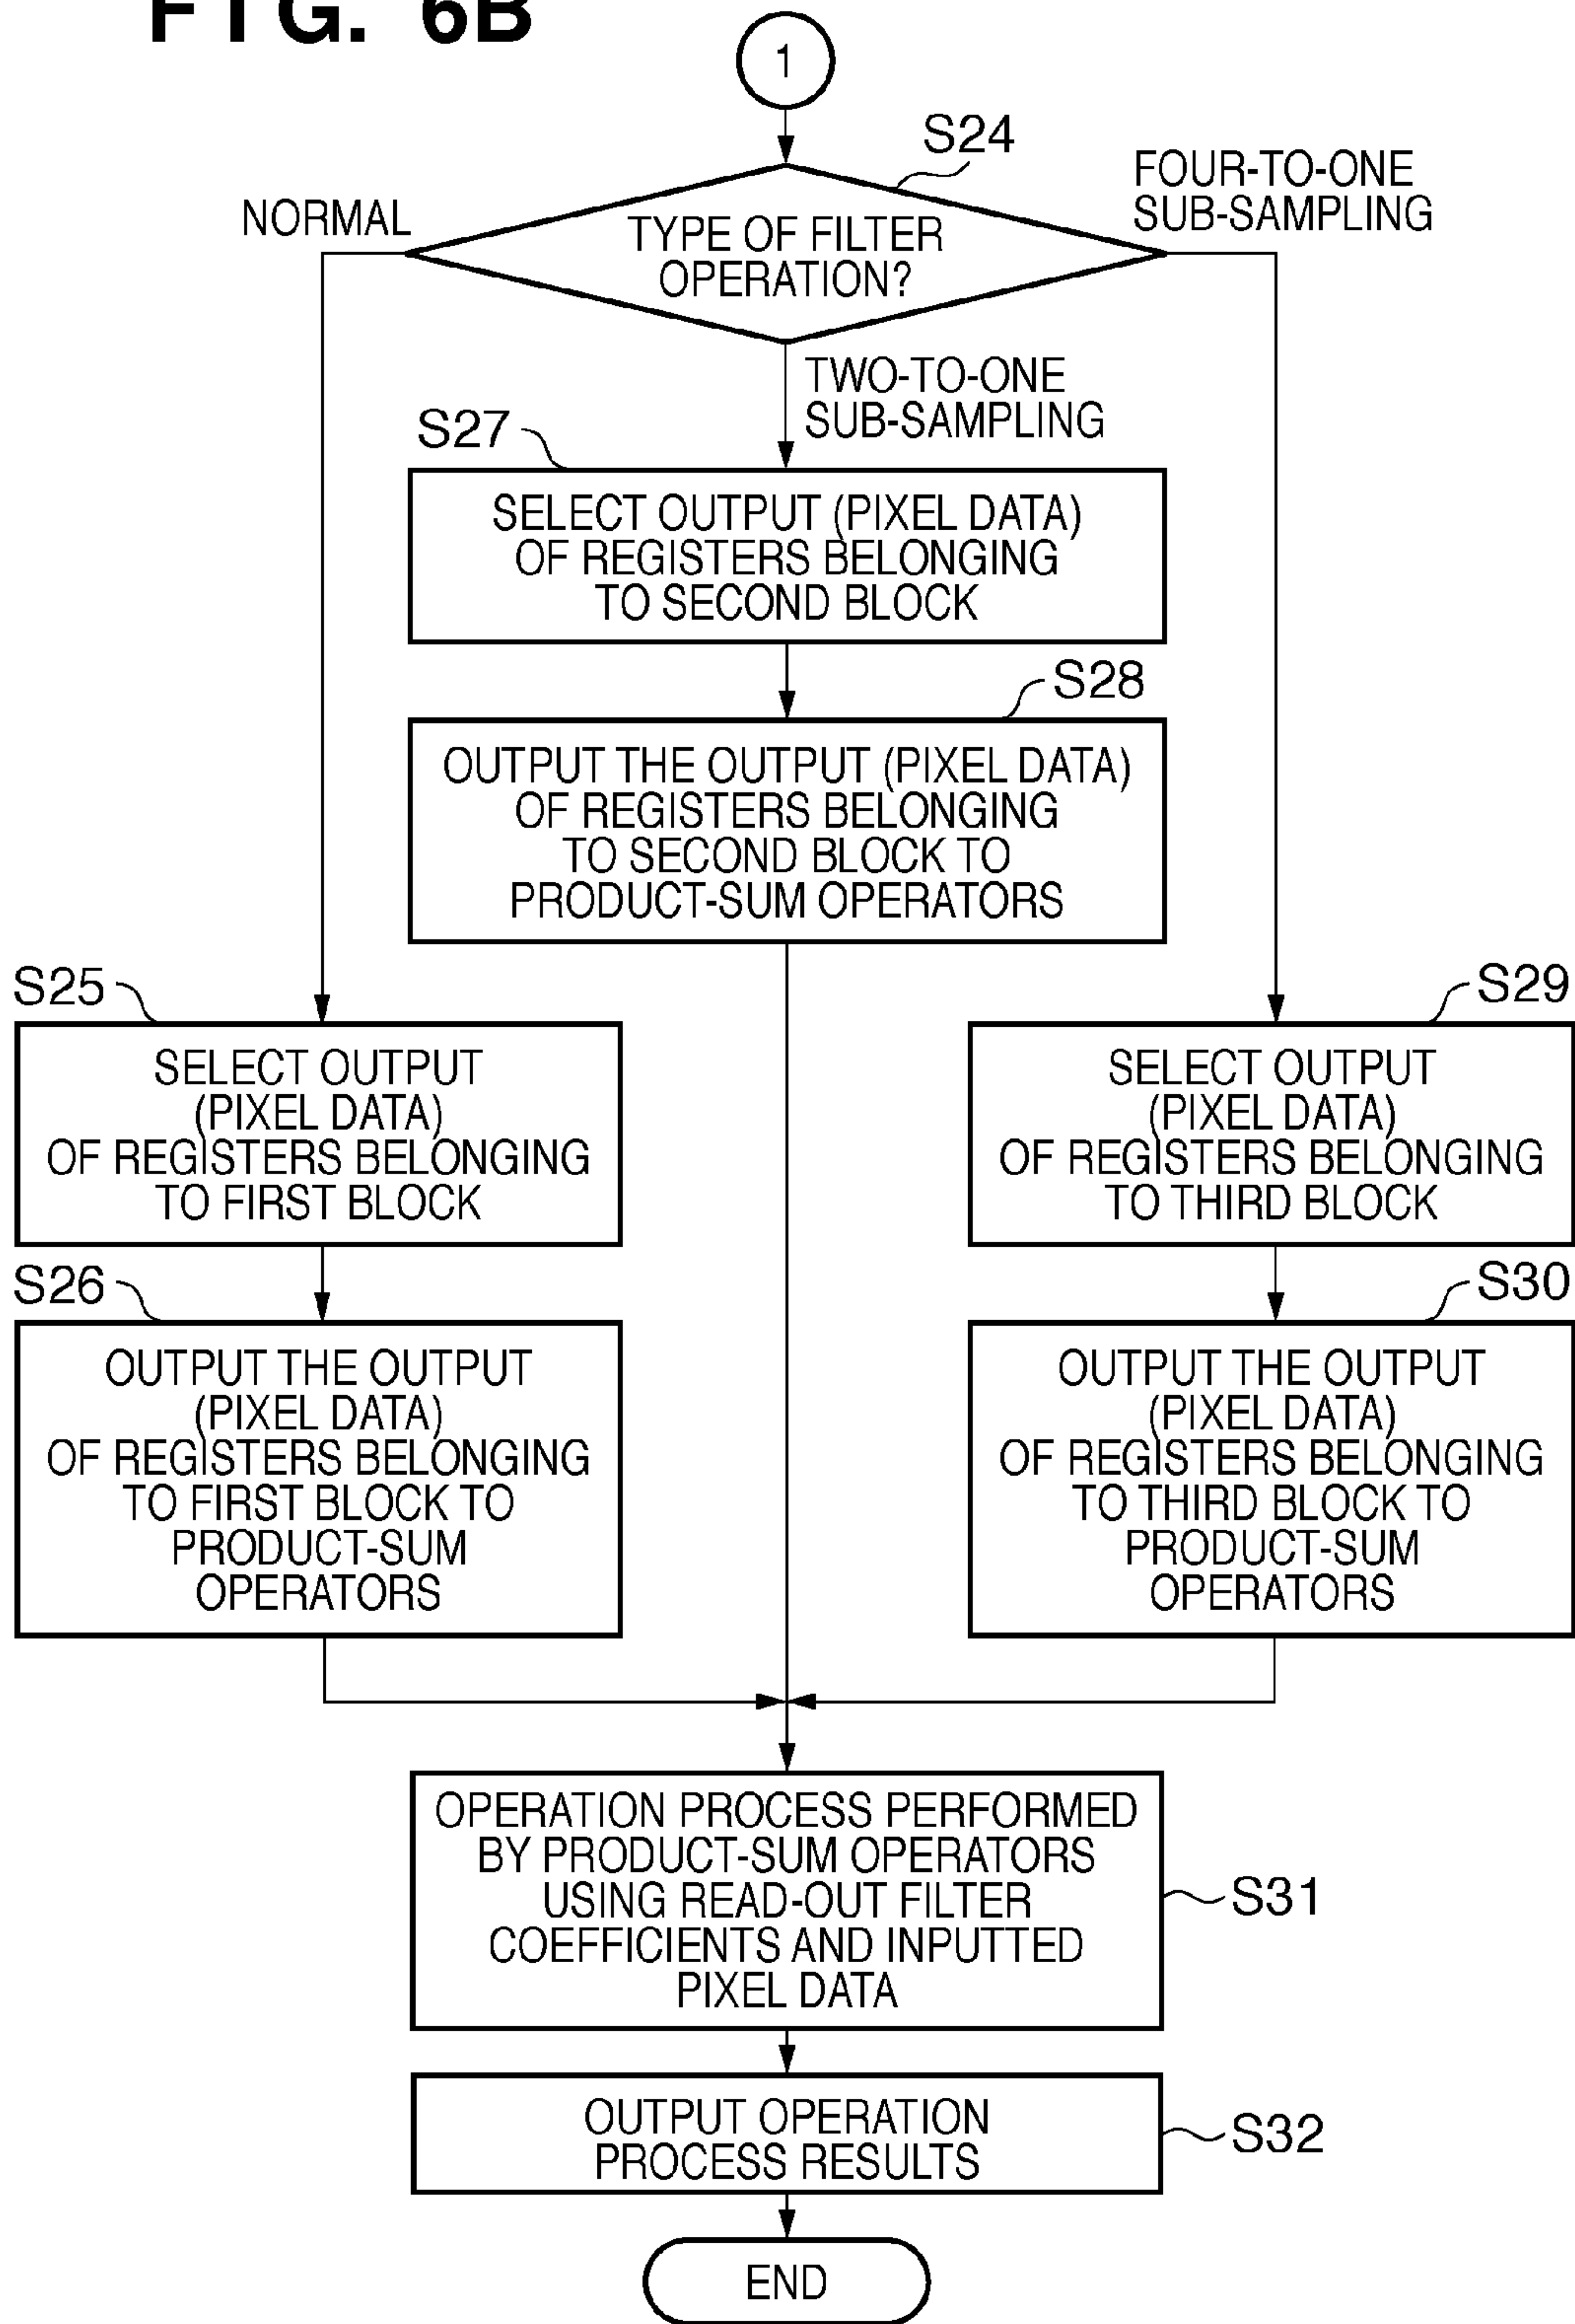 FIG. 6B
1
S24
NORMAL
FOUR-TO-ONE
SUB-SAMPLING
TYPE OF FILTER
OPERATION?
TWO-TO-ONE
SUB-SAMPLING
S27
SELECT OUTPUT (PIXEL DATA)
OF REGISTERS BELONGING
TO SECOND BLOCK
S28
OUTPUT THE OUTPUT (PIXEL DATA)
OF REGISTERS BELONGING
TO SECOND BLOCK TO
PRODUCT-SUM OPERATORS
S25
SELECT OUTPUT
(PIXEL DATA)
OF REGISTERS BELONGING
TO FIRST BLOCK
S26
OUTPUT THE OUTPUT
(PIXEL DATA)
OF REGISTERS BELONGING
TO FIRST BLOCK TO
PRODUCT-SUM
OPERATORS
S29
SELECT OUTPUT
(PIXEL DATA)
OF REGISTERS BELONGING
TO THIRD BLOCK
S30
OUTPUT THE OUTPUT
(PIXEL DATA)
OF REGISTERS BELONGING
TO THIRD BLOCK TO
PRODUCT-SUM
OPERATORS
OPERATION PROCESS PERFORMED
BY PRODUCT-SUM OPERATORS
USING READ-OUT FILTER
COEFFICIENTS AND INPUTTED
PIXEL DATA
S31
OUTPUT OPERATION
PROCESS RESULTS
S32
END